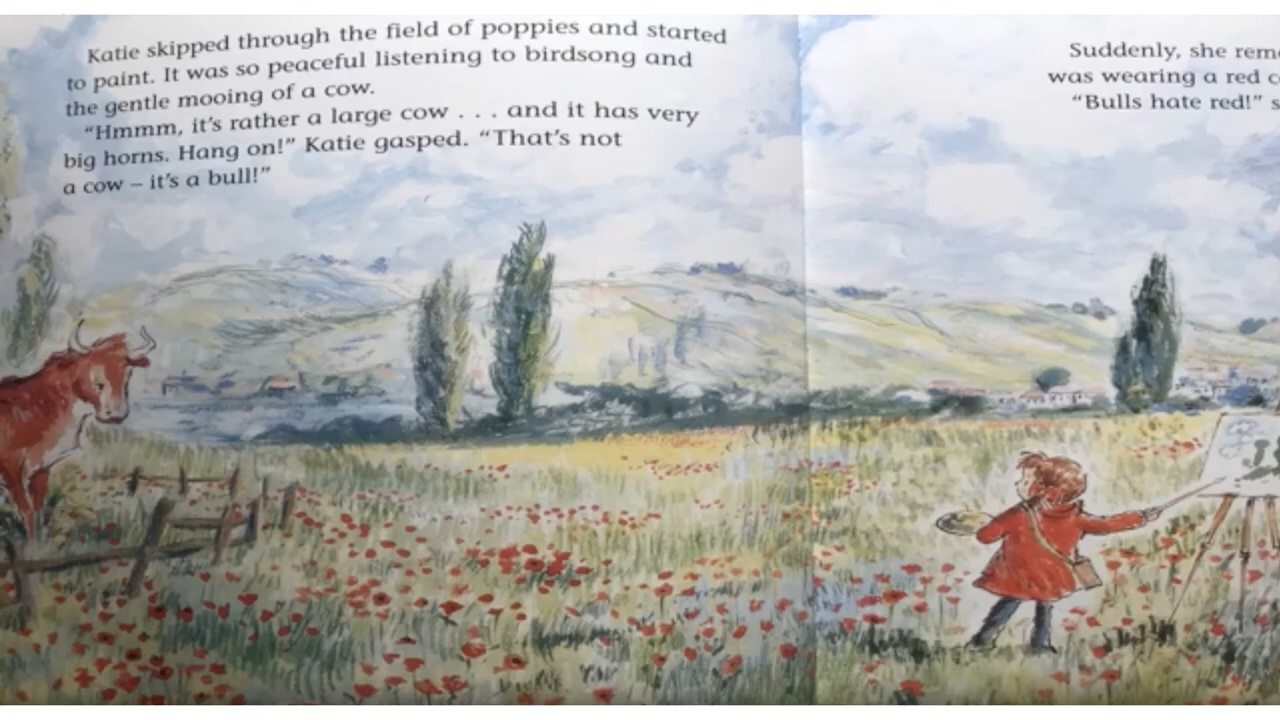 Katie skipped through the field of poppies and started
to paint. It was so peaceful listening to birdsong and
the gentle mooing of a cow.
“Hmmm, it’s rather a large cow . . . and it has very
big horns. Hang on!” Katie gasped. “That’s not
a cow – it’s a bull!”
Suddenly, she
was wearing a red
“Bulls hate red!”